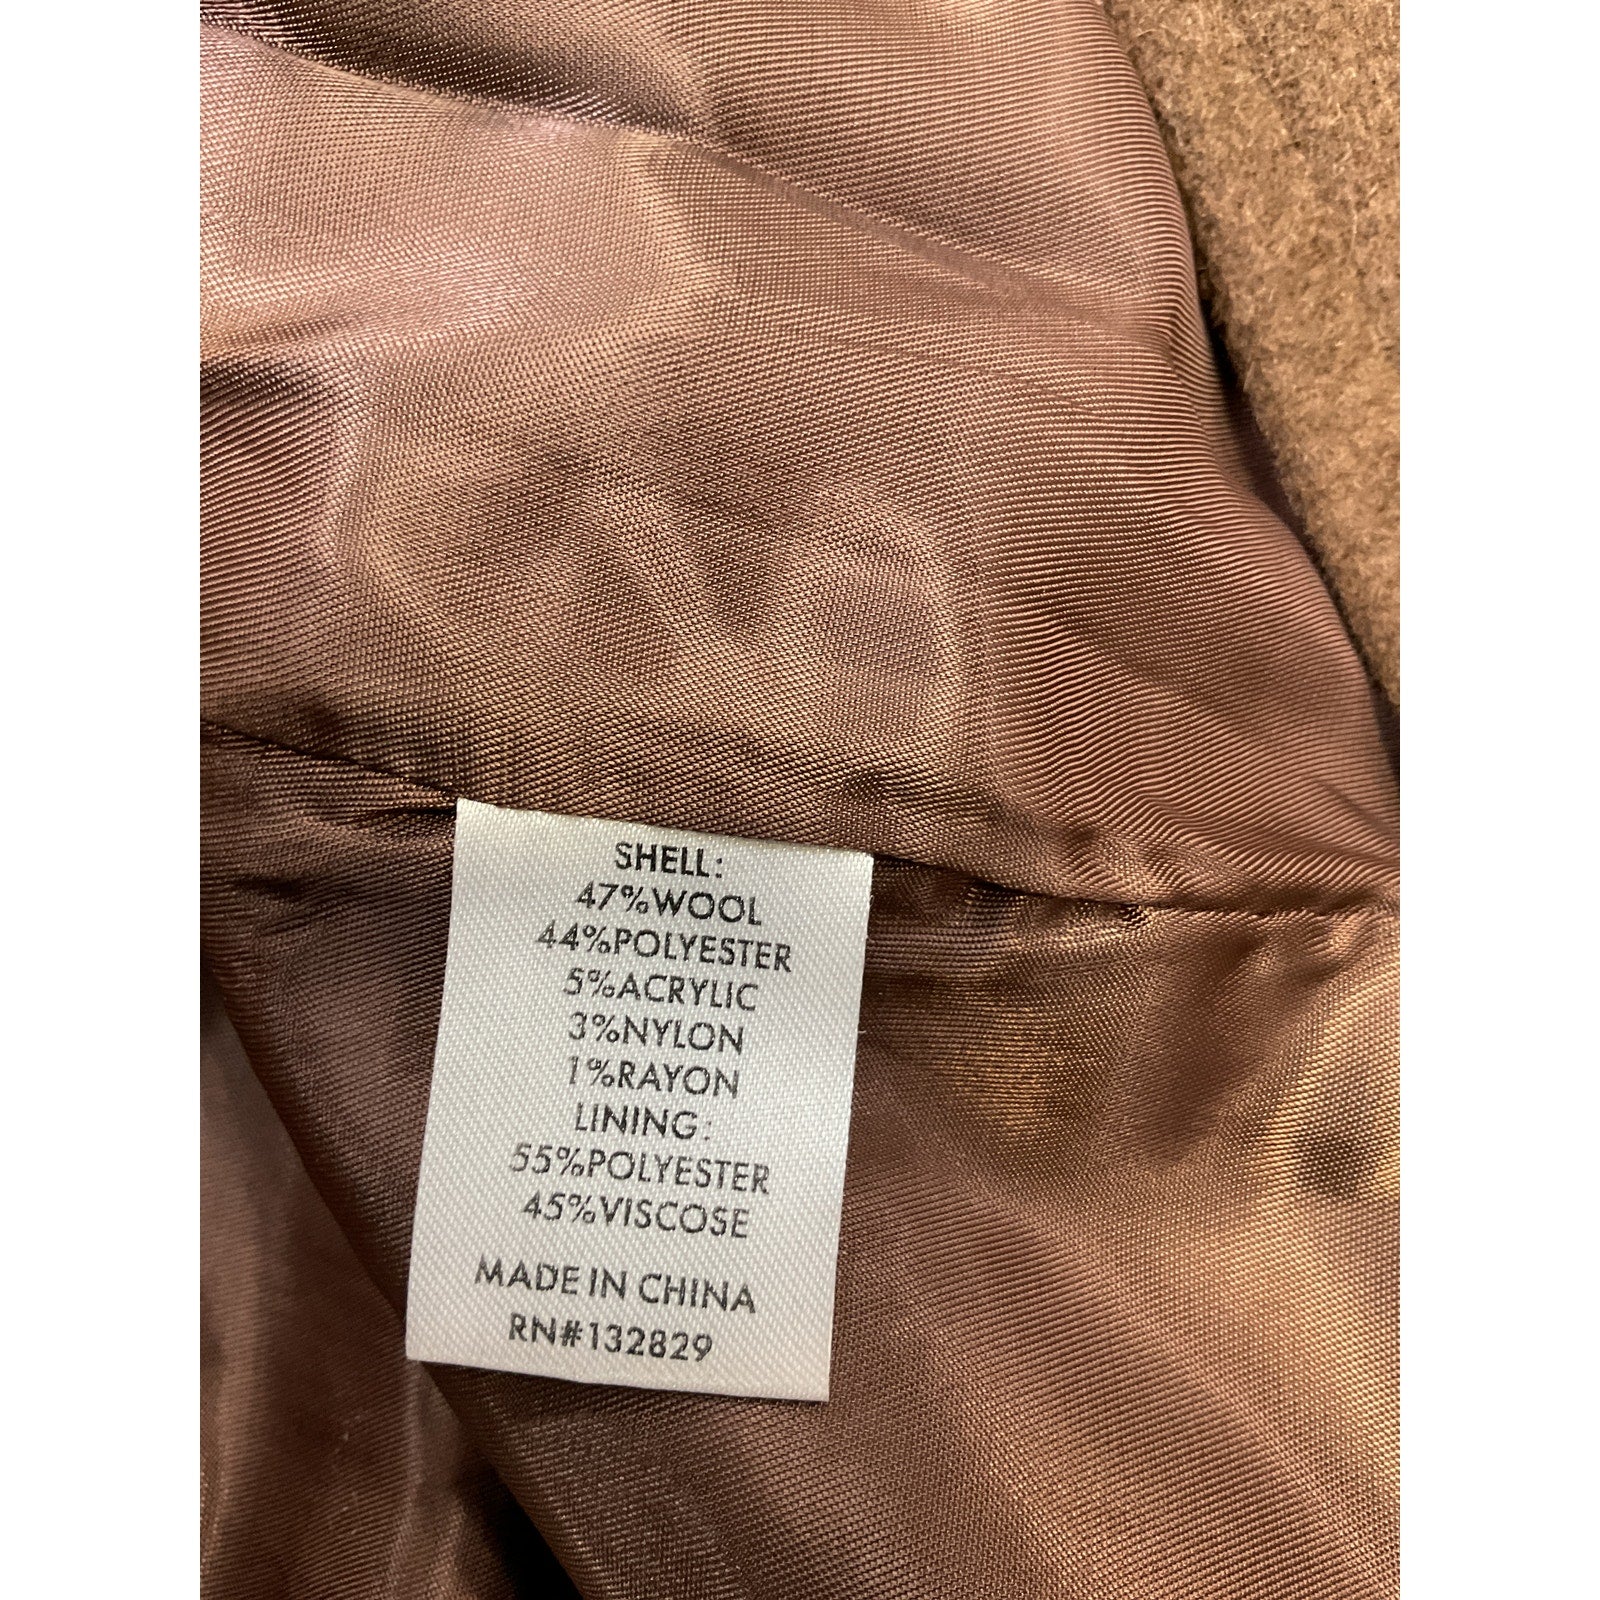 SHELL:
47%WOOL
44%POLYESTER
5%ACRYLIC
3%NYLON
1%RAYON
LINING:
55%POLYESTER
45%VISCOSE
MADE IN CHINA
RN#132829